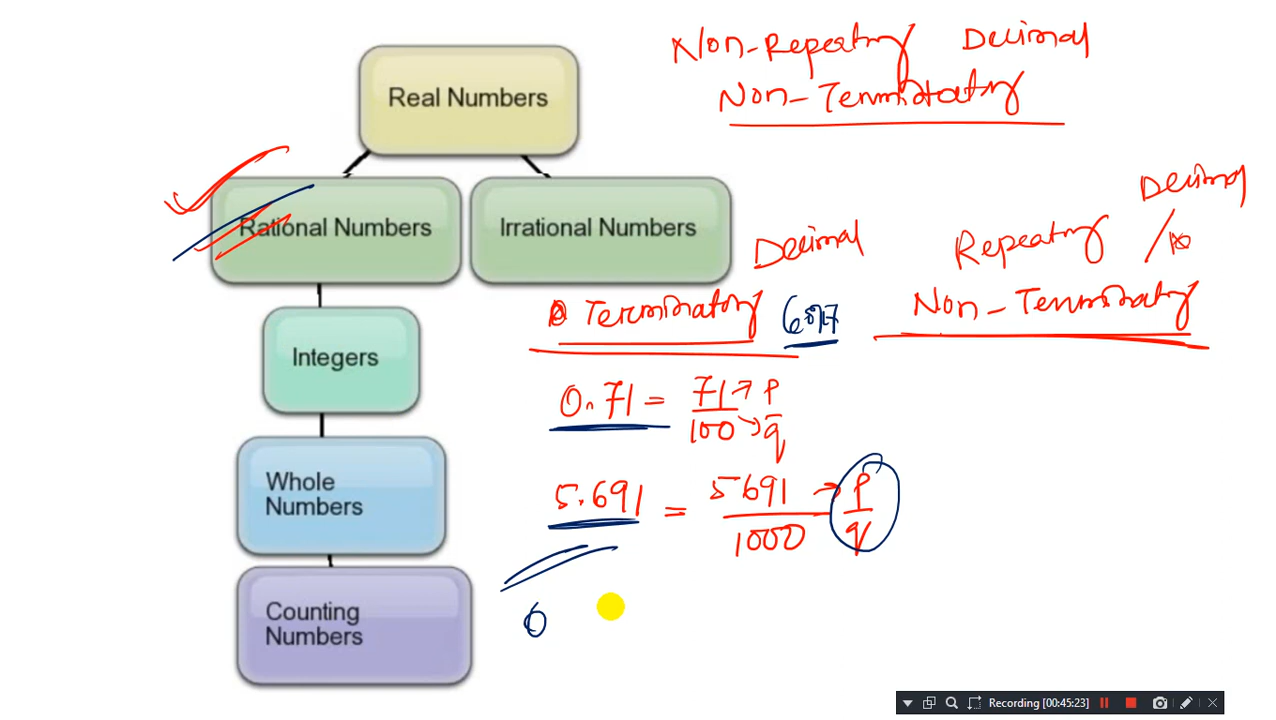 Non-Repeating Decimal
Non-Terminating
Real Numbers
Rational Numbers
Irrational Numbers
Decimal
Terminating
Decimal
Repeating /
Non-Terminating
Integers
0.71 = 71 → p
100 → q
Whole
Numbers
5.691 = 5691 → p
1000 q
Counting
Numbers
6
Recording [00:45:23]